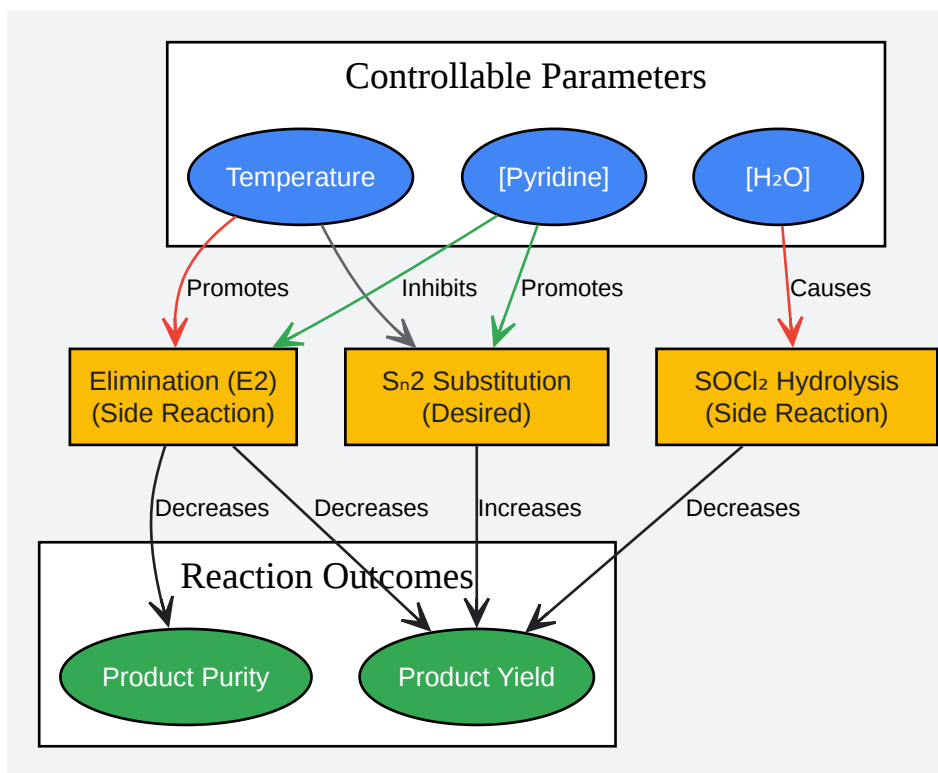 Controllable Parameters
Temperature
[Pyridine]
[H₂O]
Promotes
Inhibits
Promotes
Causes
Elimination (E2)
(Side Reaction)
Sₙ2 Substitution
(Desired)
SOCl₂ Hydrolysis
(Side Reaction)
Decreases
Decreases
Increases
Decreases
Reaction Outcomes
Product Purity
Product Yield